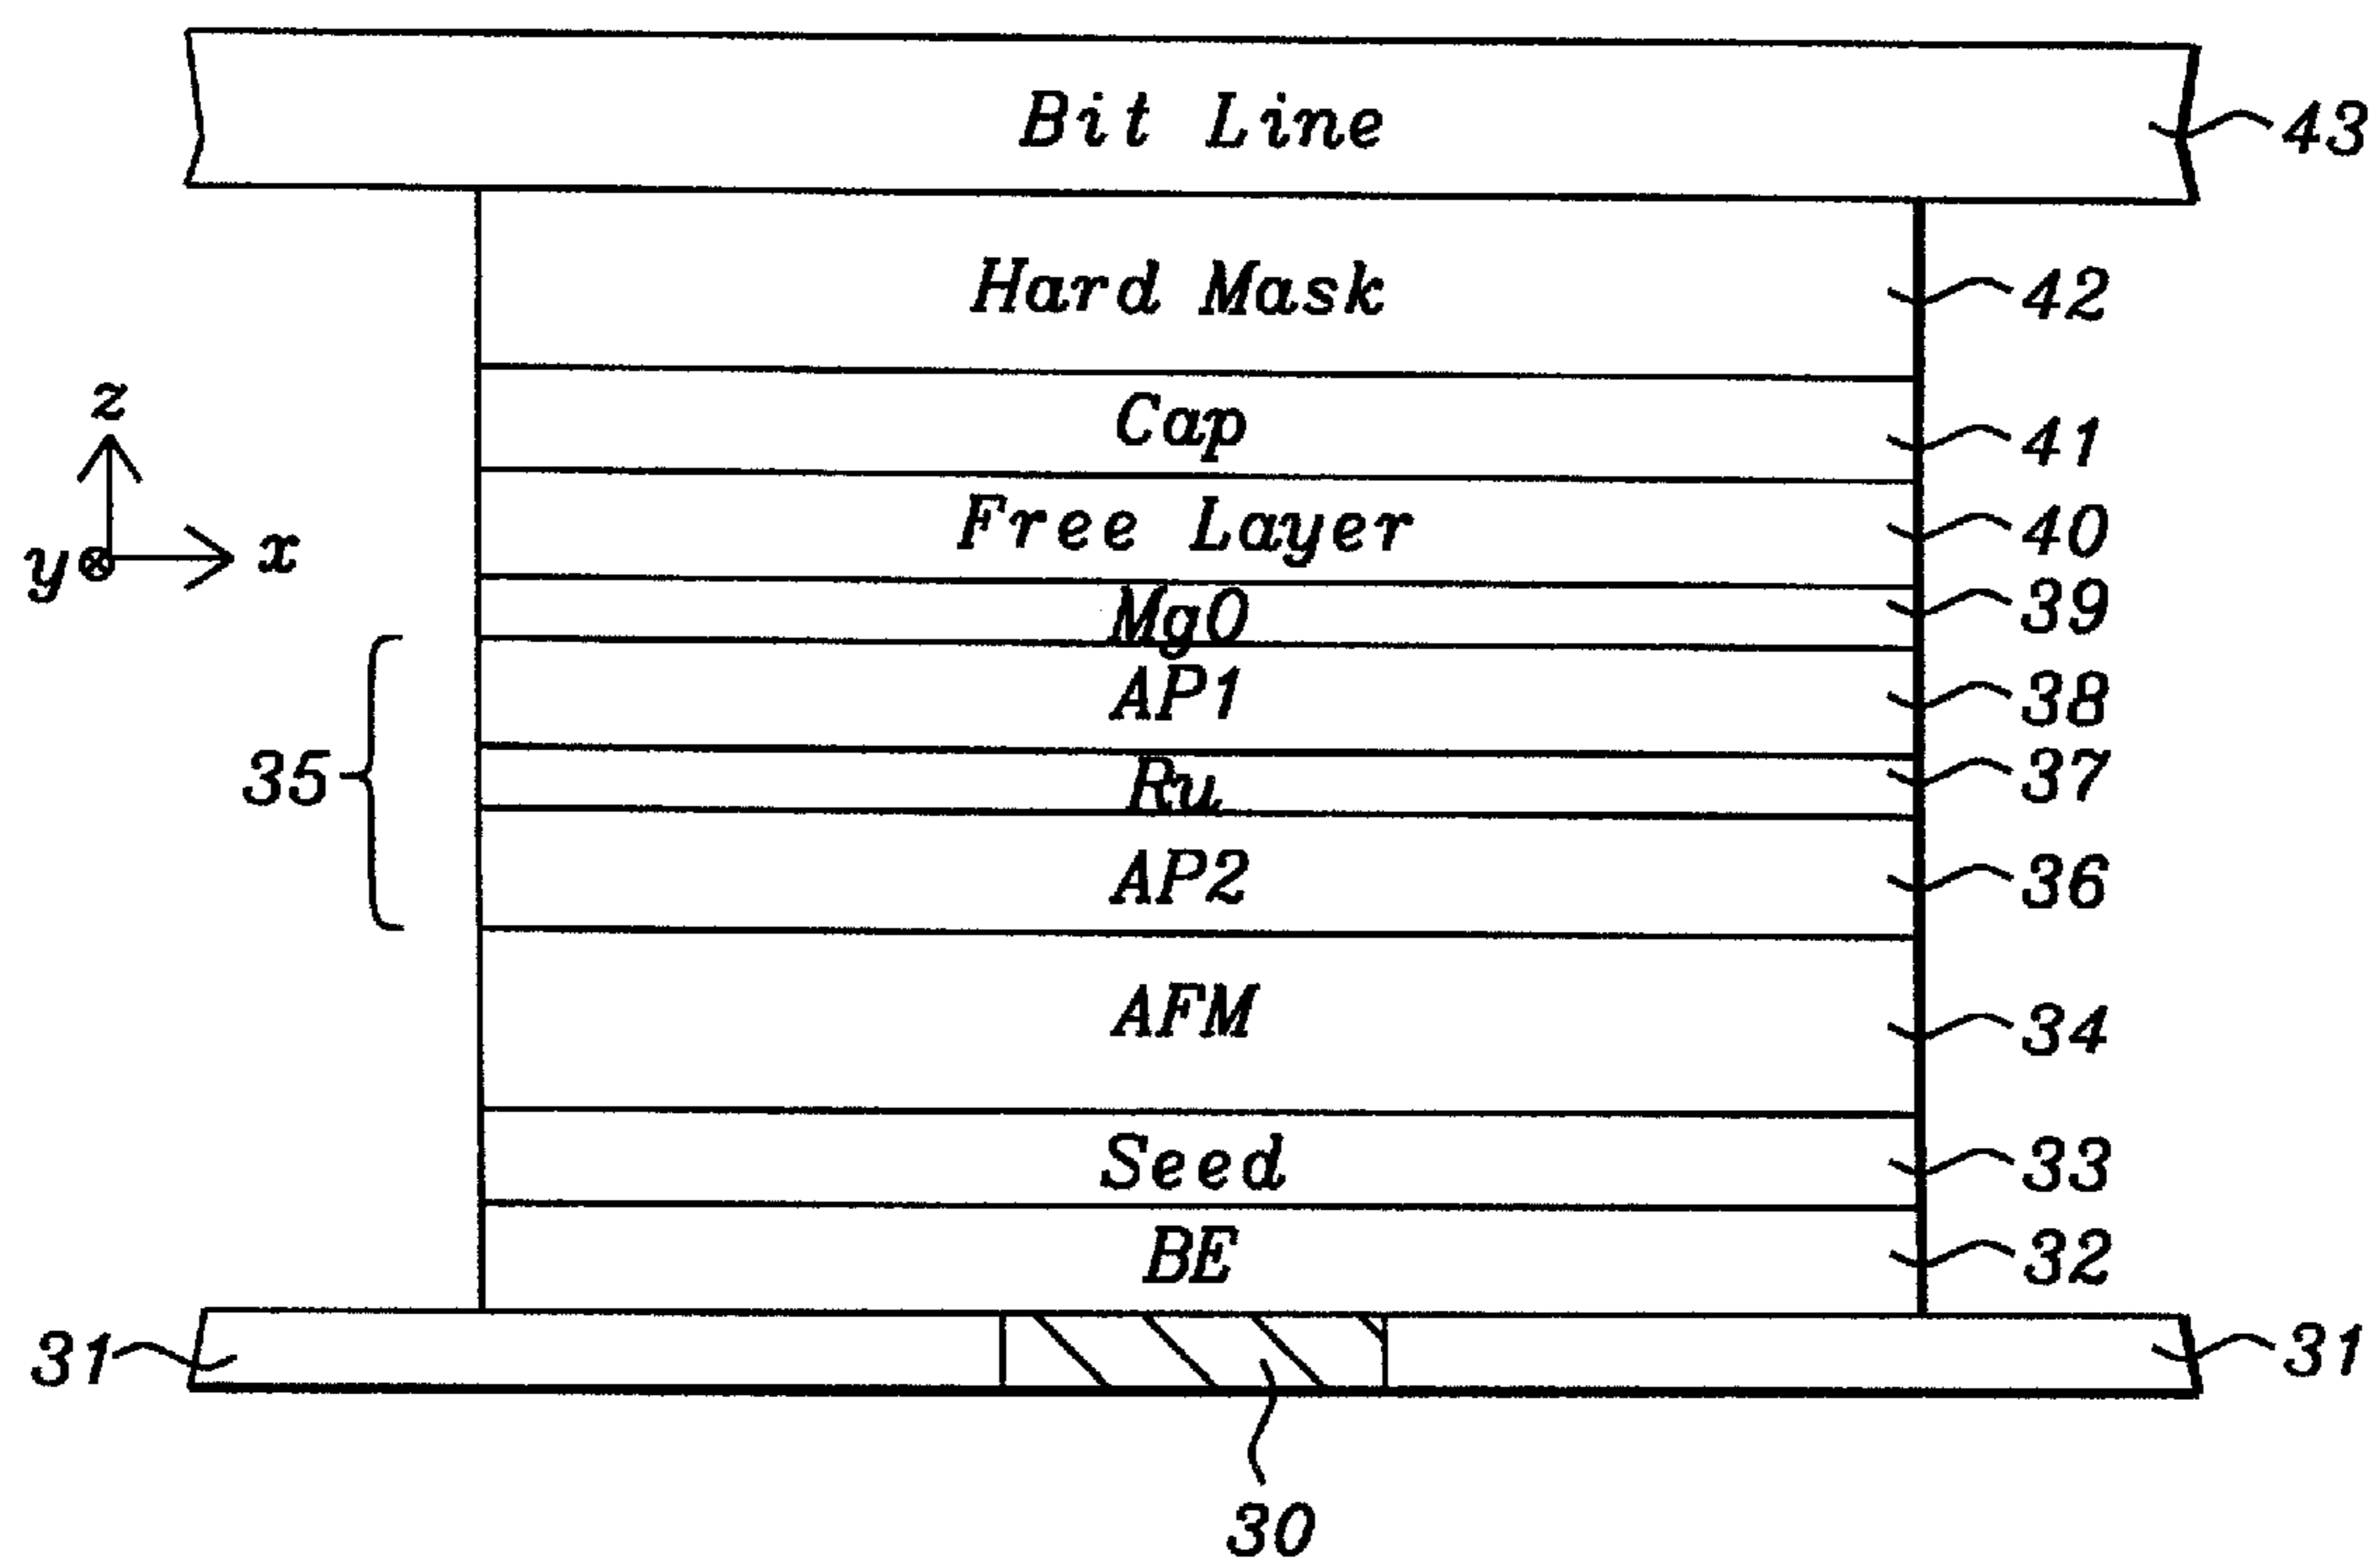 Bit Line 43
Hard Mask 42
z
Cap 41
Free Layer 40
y x
MgO 39
AP1 38
35 Ru 37
AP2 36
AFM 34
Seed 33
BE 32
31 31
30